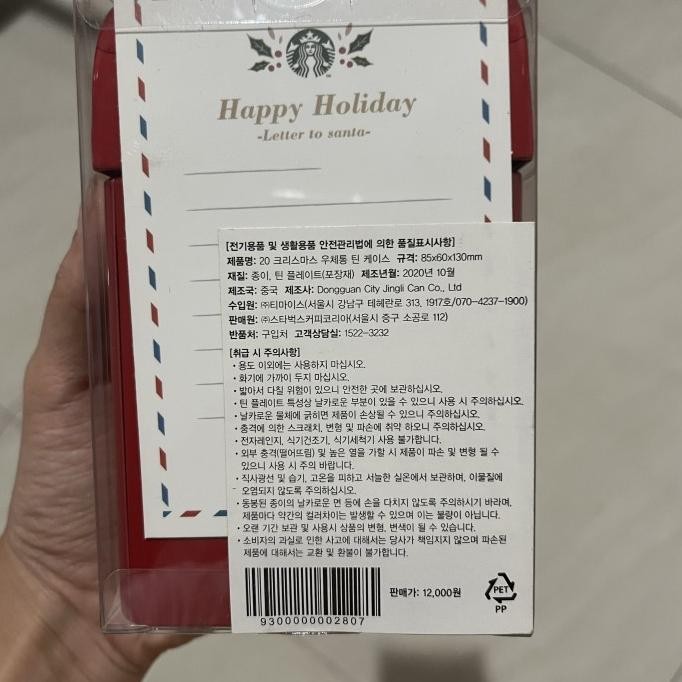 Happy Holiday
-Letter to santa-
[전기용품 및 생활용품 안전관리법에 의한 품질표시사항]
제품명: 20 크리스마스 우체통 틴 케이스 규격: 85x60x130mm
재질: 종이, 틴 플레이트(포장재) 제조년월: 2020년 10월
제조국: 중국 제조사: Dongguan City Jingli Can Co., Ltd
수입원: ㈜티마이스(서울시 강남구 테헤란로 313, 1917호/070-4237-1900)
판매원: ㈜스타벅스커피코리아(서울시 중구 소공로 112)
반품처: 구입처 고객상담실: 1522-3232
[취급 시 주의사항]
• 용도 이외에는 사용하지 마십시오.
• 화기에 가까이 두지 마십시오.
• 밟아서 다칠 위험이 있으니 안전한 곳에 보관하십시오.
• 틴 플레이트 특성상 날카로운 부분이 있을 수 있으니 사용 시 주의하십시오.
• 날카로운 물체에 긁히면 제품이 손상될 수 있으니 주의하십시오.
• 충격에 의한 스크래치, 변형 및 파손에 취약 하오니 주의하십시오.
• 전자레인지, 식기건조기, 식기세척기 사용 불가합니다.
• 외부 충격(떨어뜨림) 및 높은 열을 가할 시 제품이 파손 및 변형 될 수
있으니 사용 시 주의 바랍니다.
• 직사광선 및 습기, 고온을 피하고 서늘한 실온에서 보관하며, 이물질에
오염되지 않도록 주의하십시오.
• 동봉된 종이의 날카로운 면 등에 손을 다치지 않도록 주의하시기 바라며,
제품마다 약간의 컬러차이는 발생할 수 있으며 이는 불량이 아닙니다.
• 오랜 기간 보관 및 사용시 상품의 변형, 변색이 될 수 있습니다.
• 소비자의 과실로 인한 사고에 대해서는 당사가 책임지지 않으며 파손된
제품에 대해서는 교환 및 환불이 불가합니다.
9300000002807
판매가: 12,000원
PET
PP